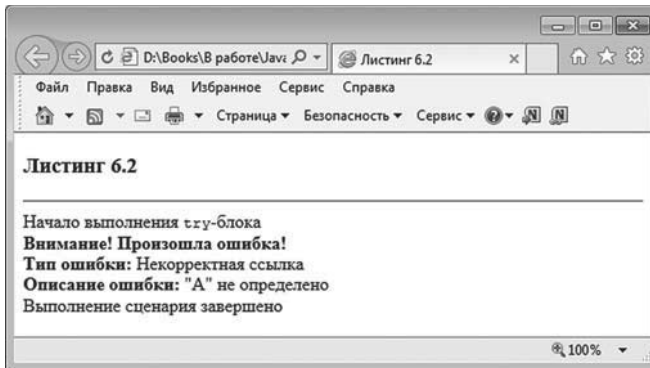 D:\Books\В работе\Java
Листинг 6.2
Файл Правка Вид Избранное Сервис Справка
Страница Безопасность Сервис
Листинг 6.2
Начало выполнения try-блока
Внимание! Произошла ошибка!
Тип ошибки: Некорректная ссылка
Описание ошибки: "A" не определено
Выполнение сценария завершено
100%